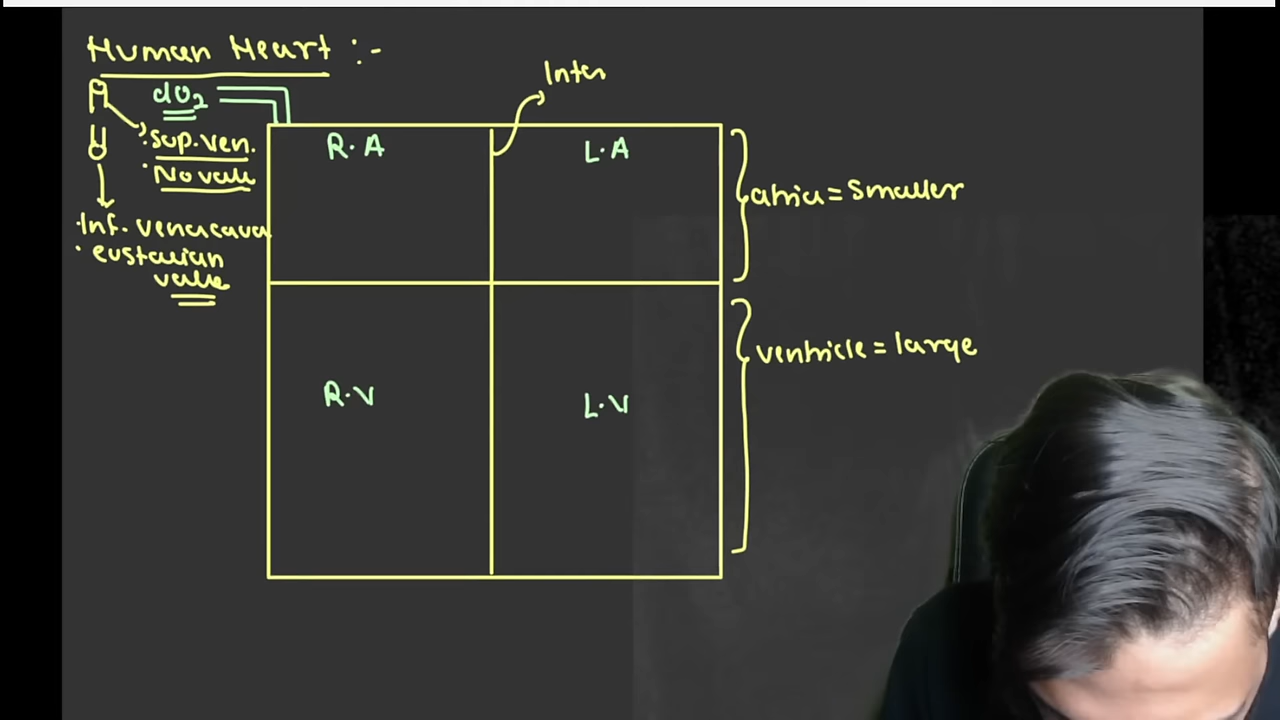 Human Heart :-
dO2
Inter
Sup. ven.
No valve
Inf. venacava
eustacian
valve
R.A
L.A
atria = Smaller
ventricle = large
R.V
L.V